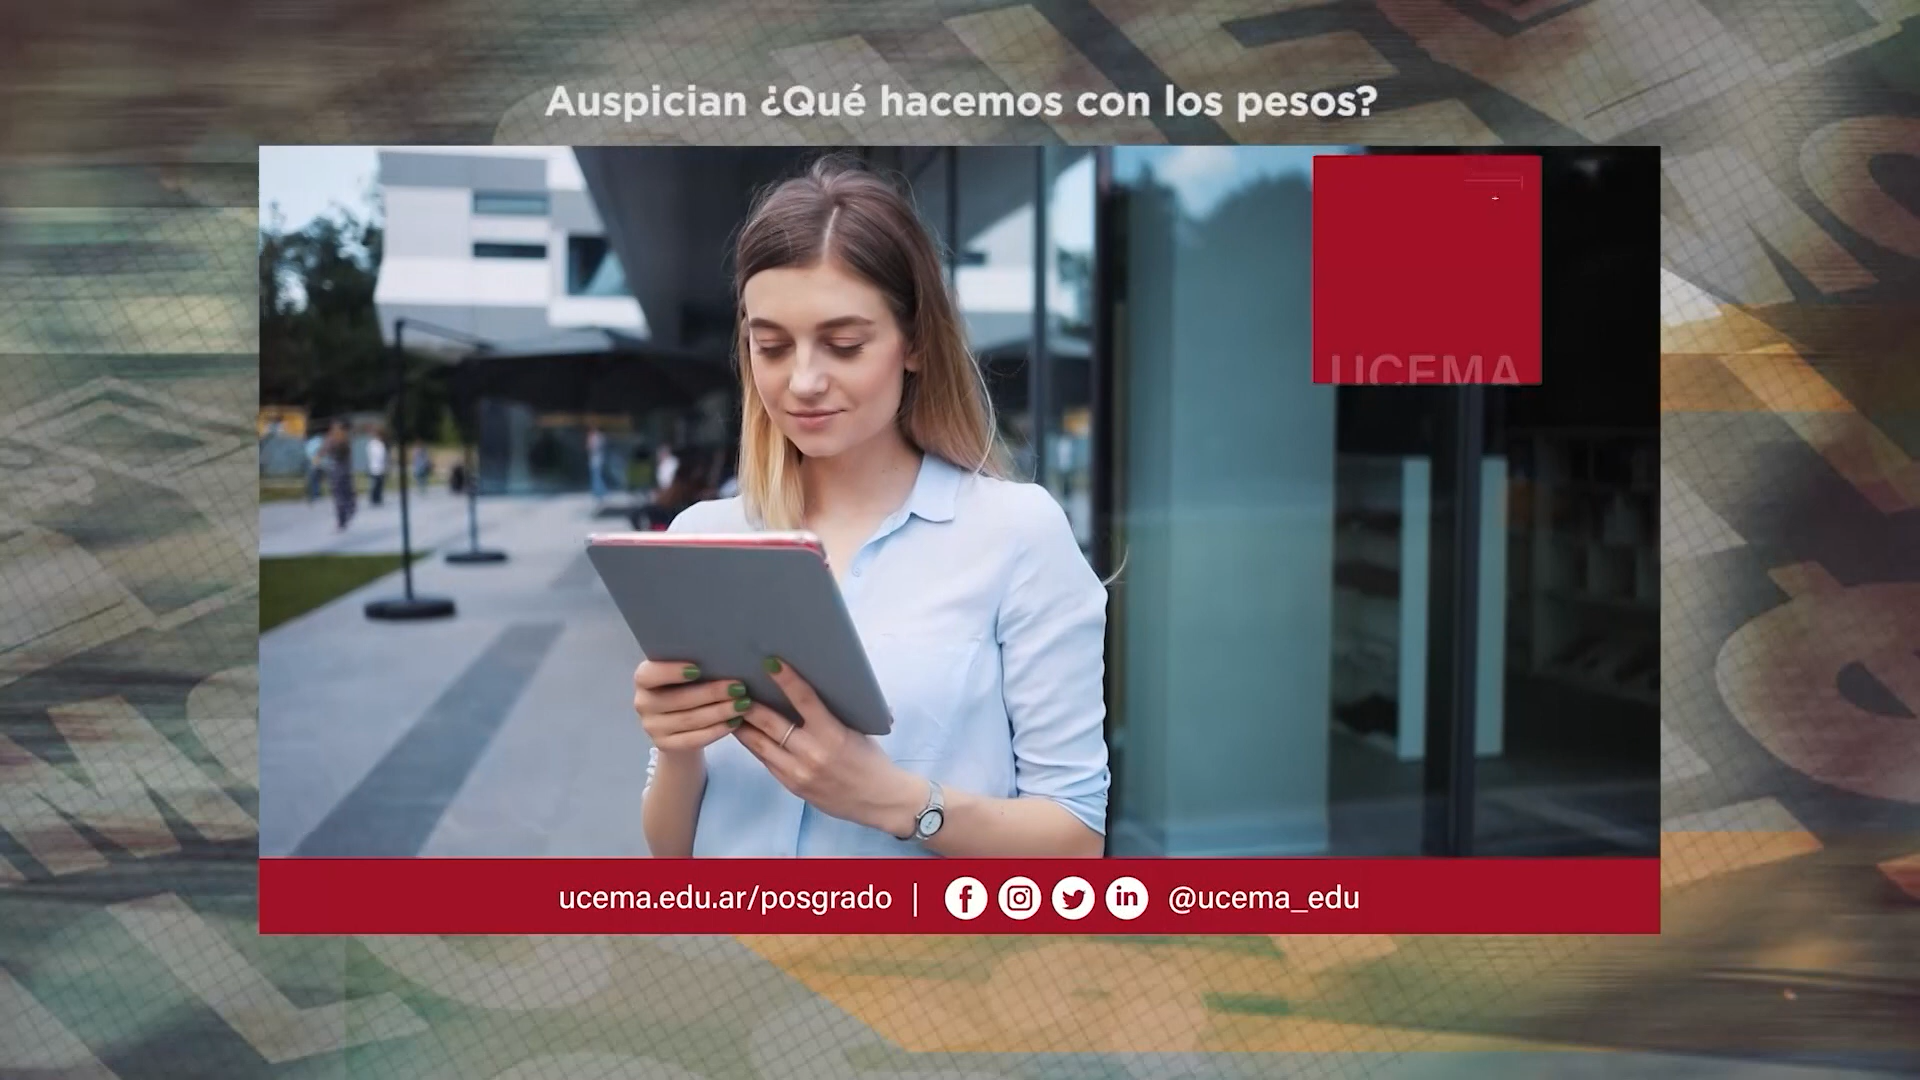 Auspician ¿Qué hacemos con los pesos?
UCEMA
ucema.edu.ar/posgrado | @ucema_edu